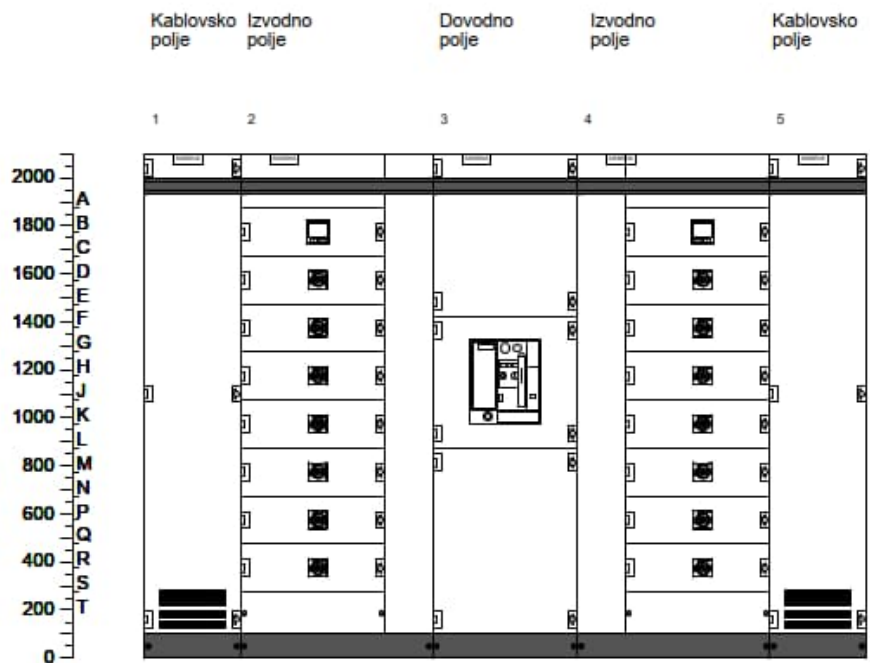 Kablovsko
polje
Izvodno
polje
Dovodno
polje
Izvodno
polje
Kablovsko
polje
1
2
3
4
5
2000
A
1800
B
C
1600
D
E
1400
F
G
1200
H
J
1000
K
L
800
M
N
600
P
Q
400
R
S
200
T
0